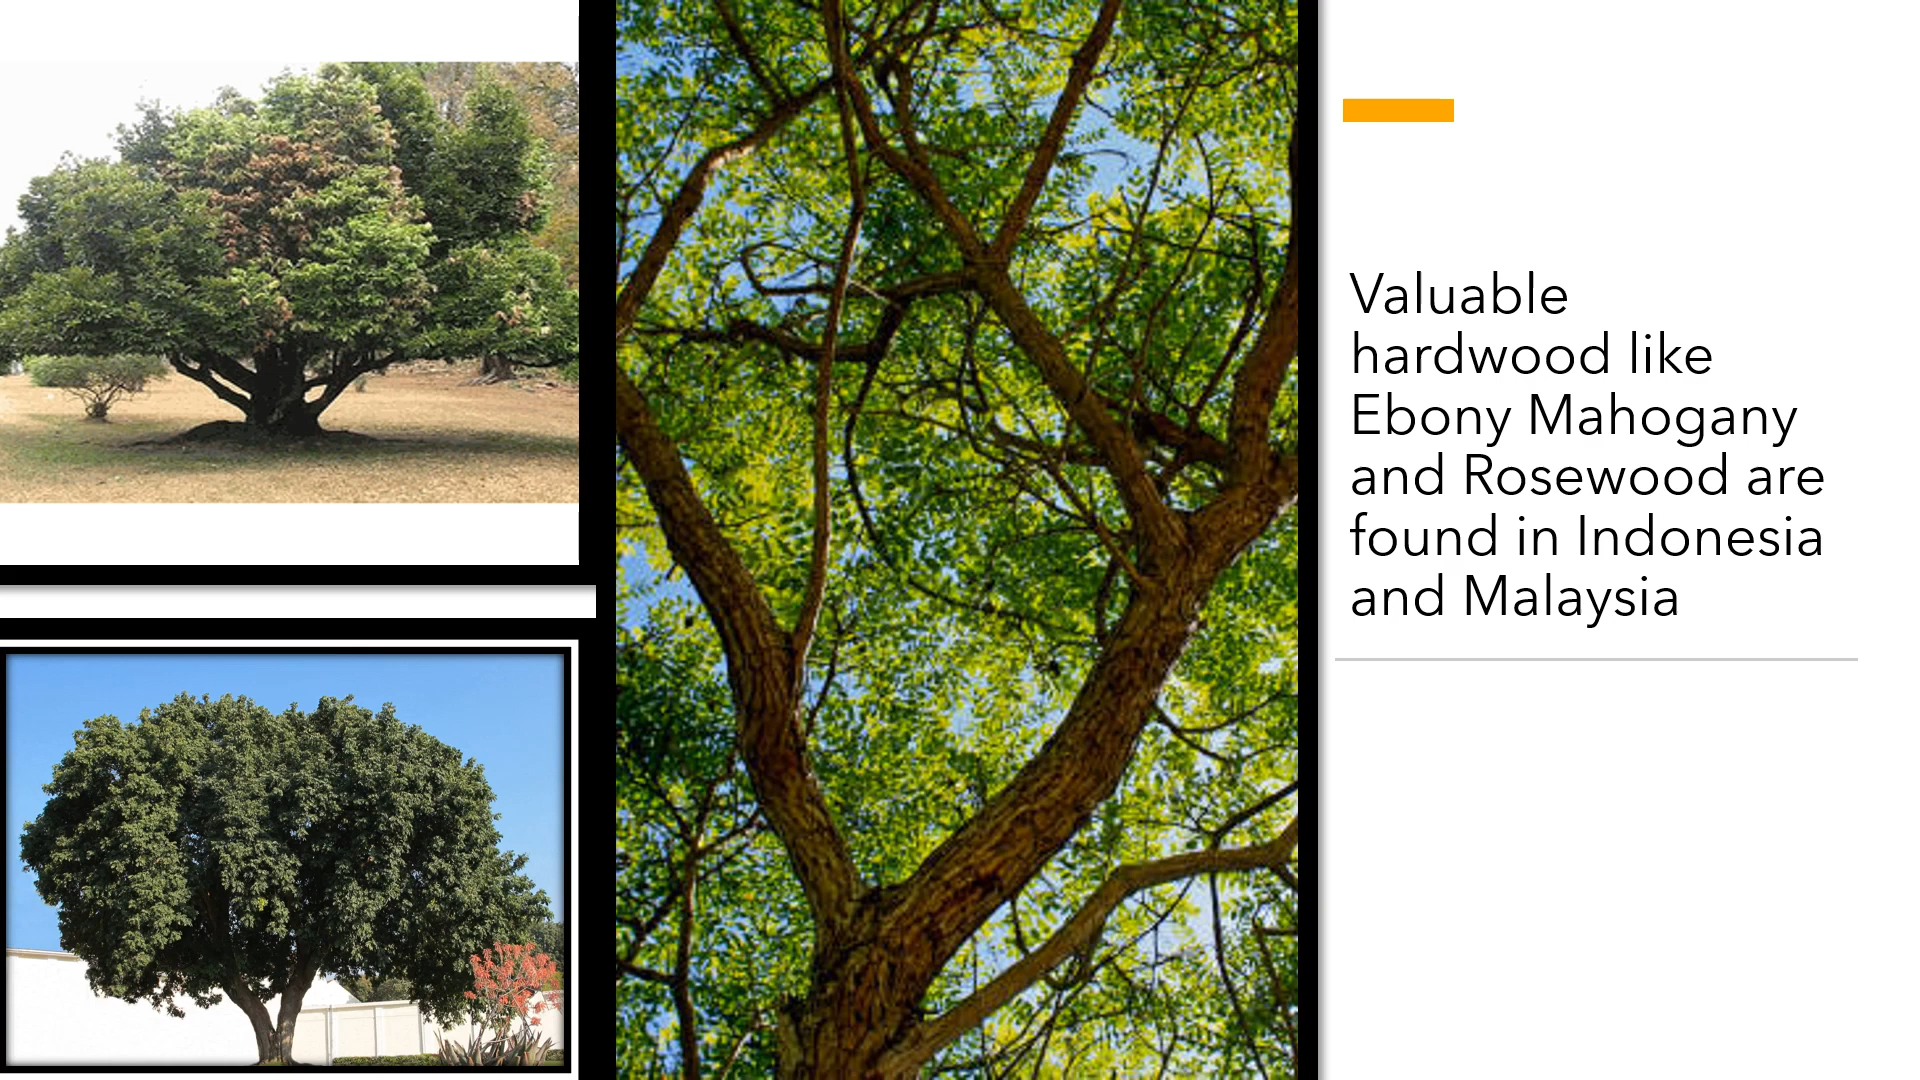 Valuable
hardwood like
Ebony Mahogany
and Rosewood are
found in Indonesia
and Malaysia